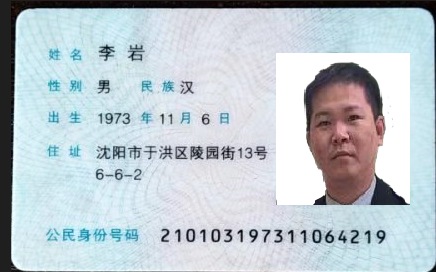 姓名 李岩
性别 男 民族 汉
出生 1973 年 11 月 6 日
住址 沈阳市于洪区陵园街13号
6-6-2
公民身份号码 210103197311064219